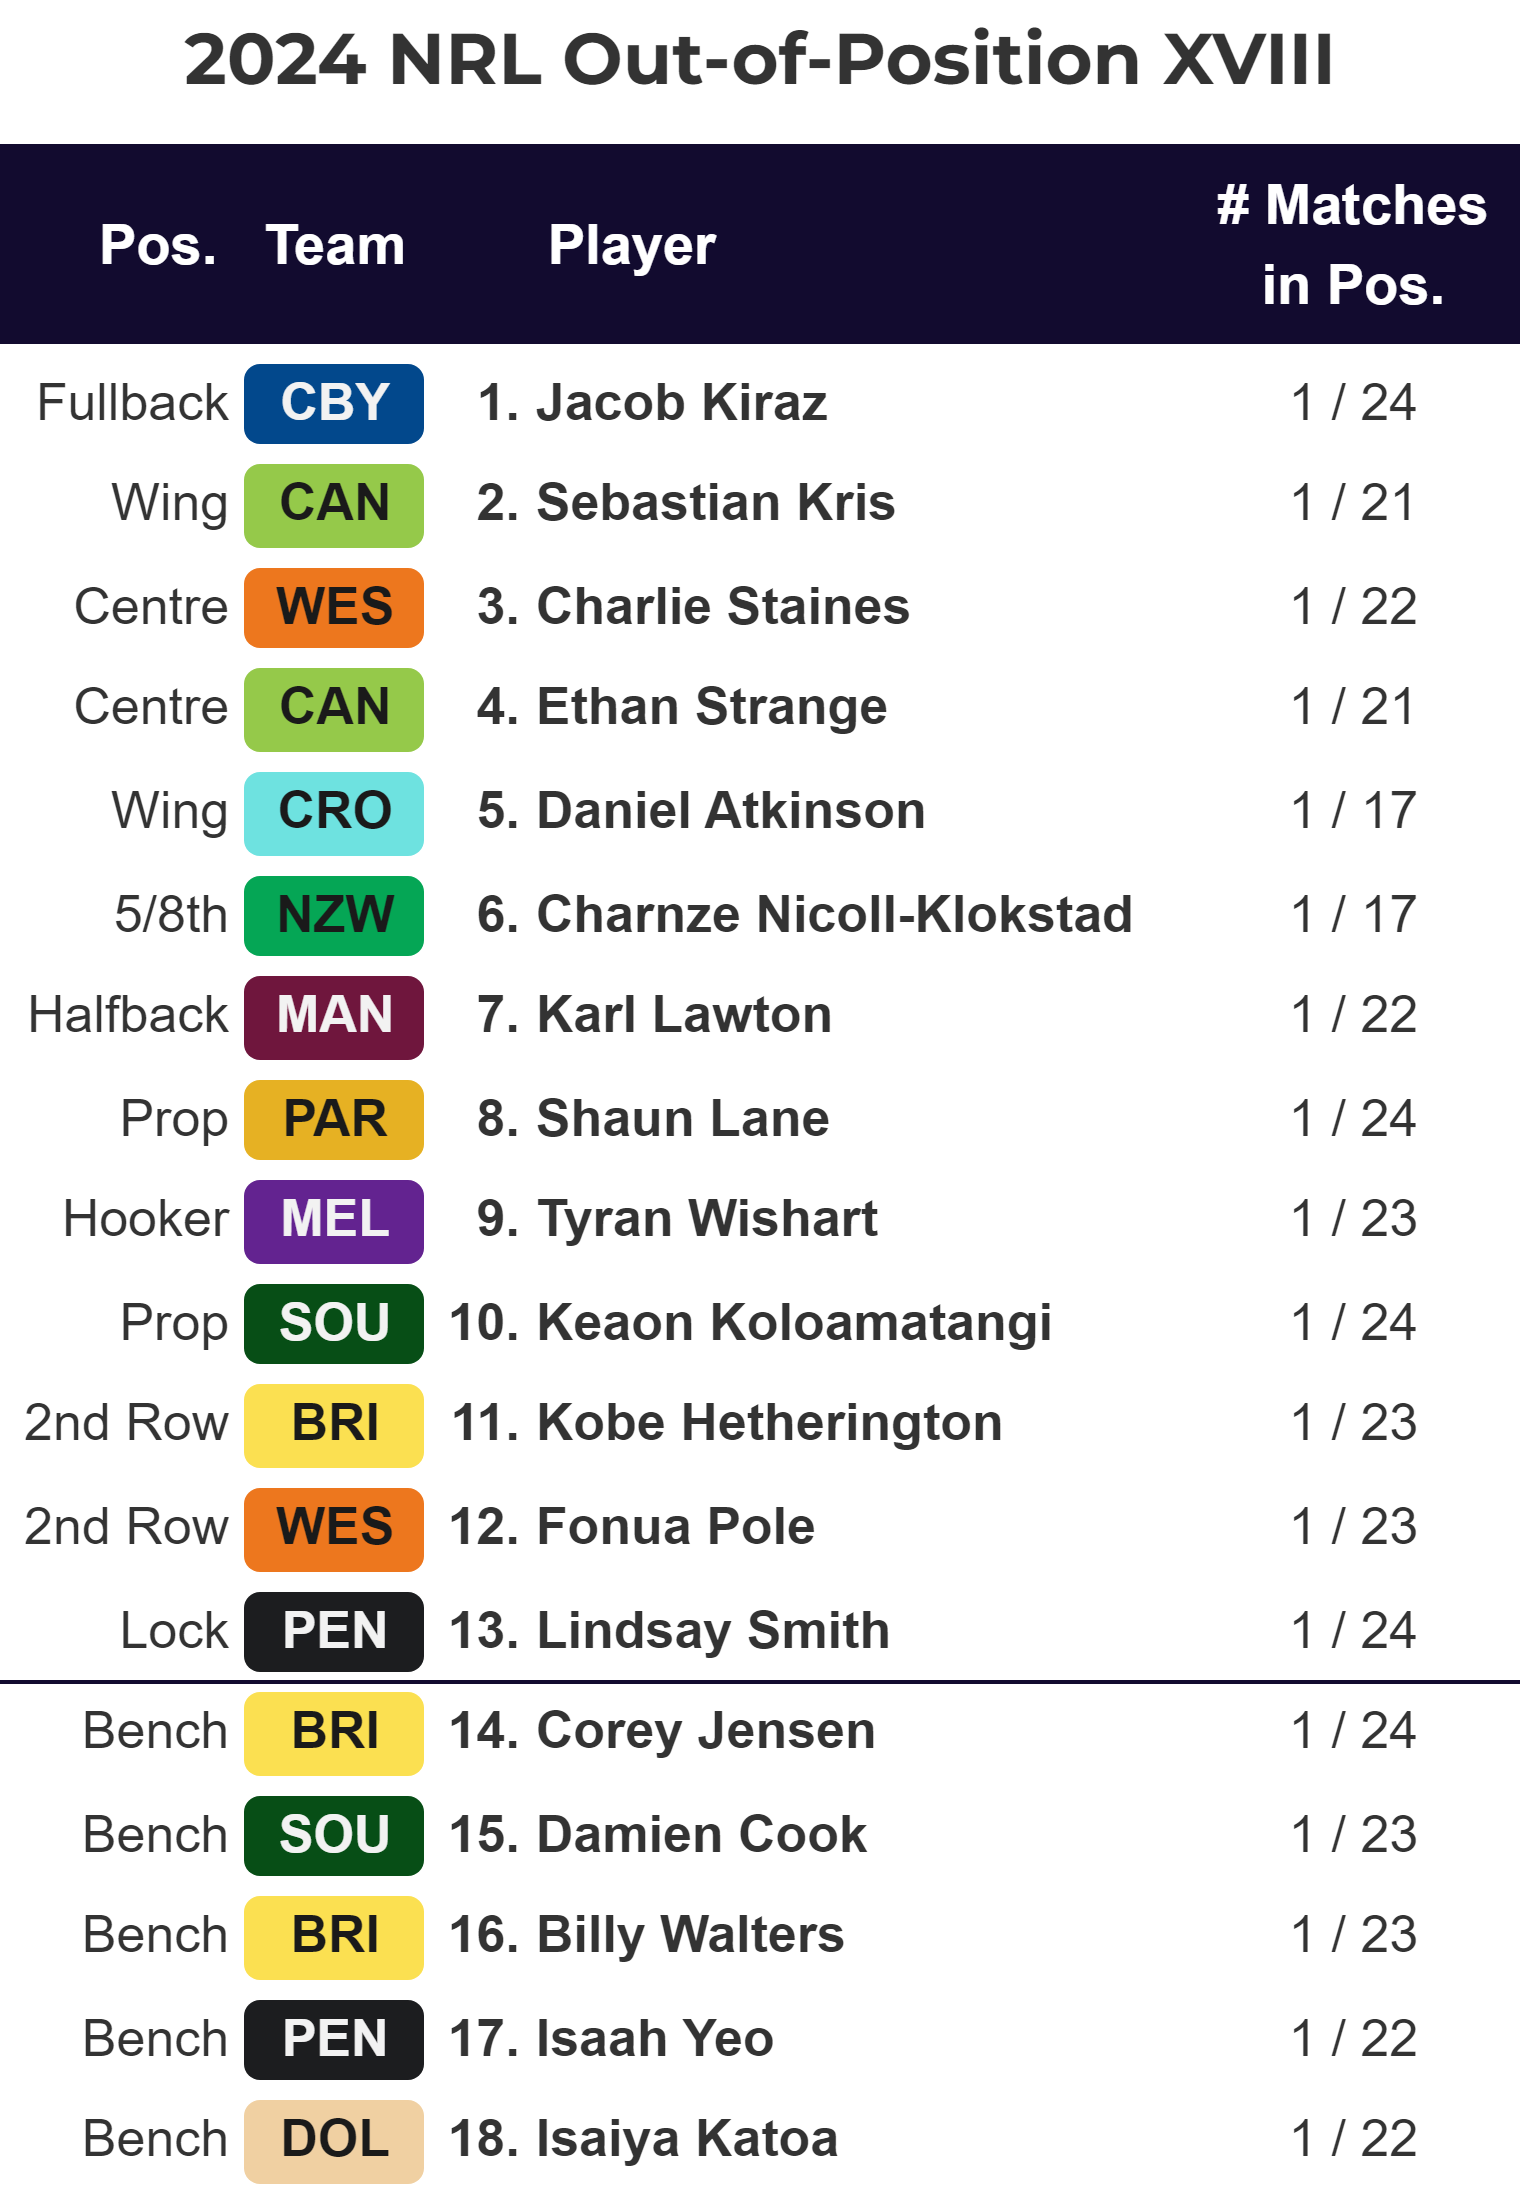 2024 NRL Out-of-Position XVIII
Pos. Team Player # Matches in Pos.
Fullback CBY 1. Jacob Kiraz 1 / 24
Wing CAN 2. Sebastian Kris 1 / 21
Centre WES 3. Charlie Staines 1 / 22
Centre CAN 4. Ethan Strange 1 / 21
Wing CRO 5. Daniel Atkinson 1 / 17
5/8th NZW 6. Charnze Nicoll-Klokstad 1 / 17
Halfback MAN 7. Karl Lawton 1 / 22
Prop PAR 8. Shaun Lane 1 / 24
Hooker MEL 9. Tyran Wishart 1 / 23
Prop SOU 10. Keaon Koloamatangi 1 / 24
2nd Row BRI 11. Kobe Hetherington 1 / 23
2nd Row WES 12. Fonua Pole 1 / 23
Lock PEN 13. Lindsay Smith 1 / 24
Bench BRI 14. Corey Jensen 1 / 24
Bench SOU 15. Damien Cook 1 / 23
Bench BRI 16. Billy Walters 1 / 23
Bench PEN 17. Isaah Yeo 1 / 22
Bench DOL 18. Isaiya Katoa 1 / 22